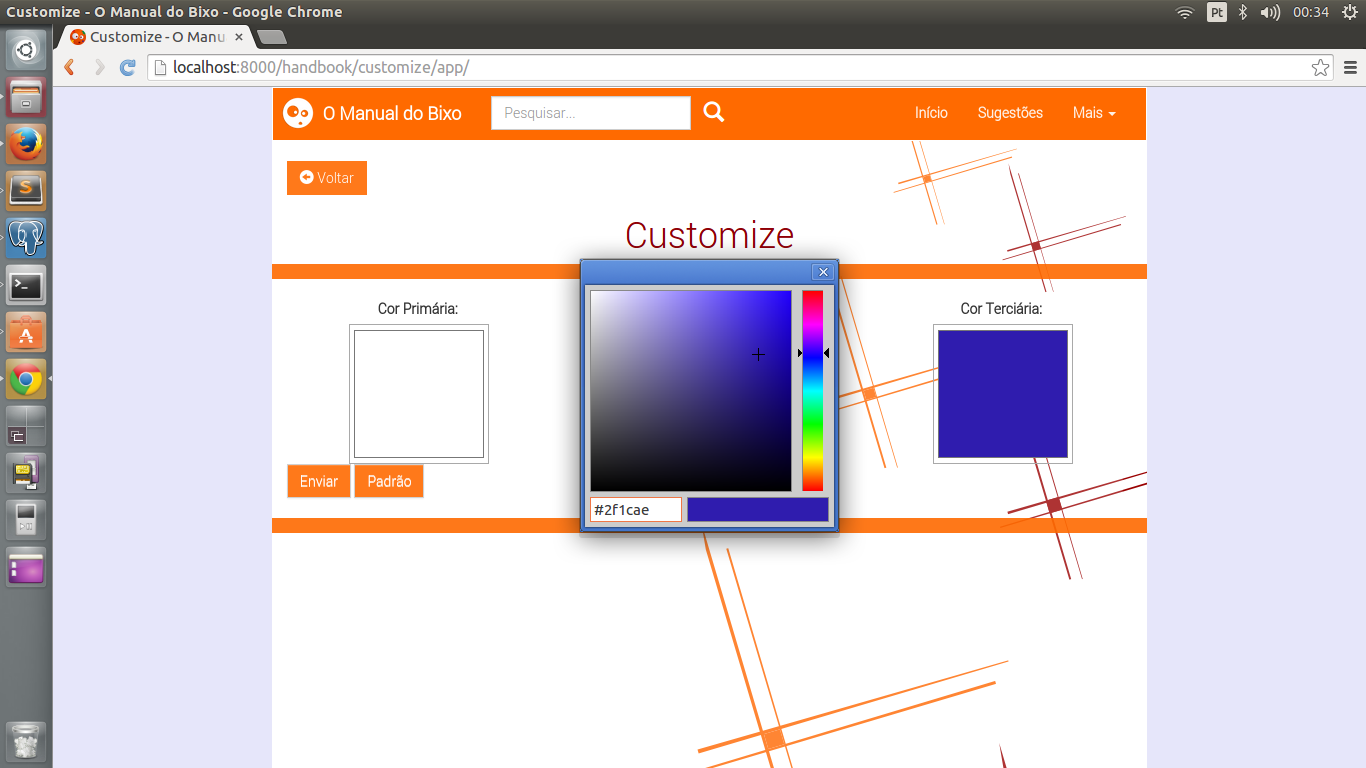 Customize - O Manual do Bixo - Google Chrome
Pt
00:34
Customize - O Manu
localhost:8000/handbook/customize/app/
O Manual do Bixo
Pesquisar...
Início
Sugestões
Mais
Voltar
Customize
Cor Primária:
Cor Terciária:
Enviar
Padrão
#2f1cae